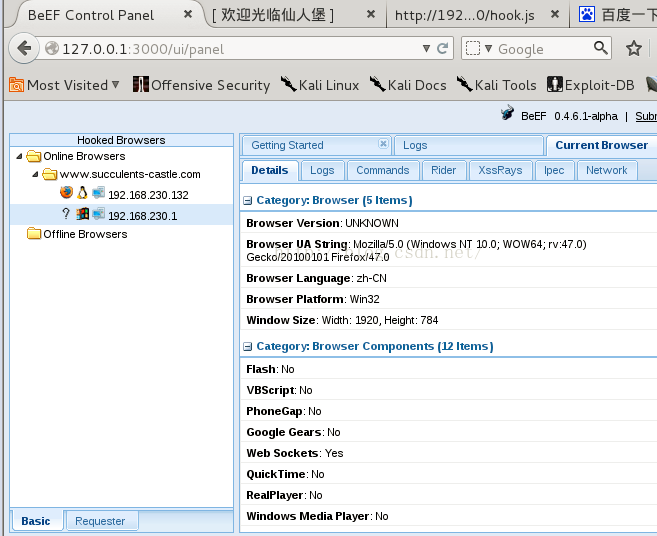 BeEF Control Panel
[ 欢迎光临仙人堡 ]
http://192...0/hook.js
百度一下
127.0.0.1:3000/ui/panel
Google
Most Visited
Offensive Security
Kali Linux
Kali Docs
Kali Tools
Exploit-DB
BeEF 0.4.6.1-alpha | Subm
Hooked Browsers
Online Browsers
www.succulents-castle.com
192.168.230.132
? 192.168.230.1
Offline Browsers
Basic
Requester
Getting Started
Logs
Current Browser
Details
Logs
Commands
Rider
XssRays
Ipec
Network
Category: Browser (5 Items)
Browser Version: UNKNOWN
Browser UA String: Mozilla/5.0 (Windows NT 10.0; WOW64; rv:47.0)
Gecko/20100101 Firefox/47.0
csdn.net/
Browser Language: zh-CN
Browser Platform: Win32
Window Size: Width: 1920, Height: 784
Category: Browser Components (12 Items)
Flash: No
VBScript: No
PhoneGap: No
Google Gears: No
Web Sockets: Yes
QuickTime: No
RealPlayer: No
Windows Media Player: No